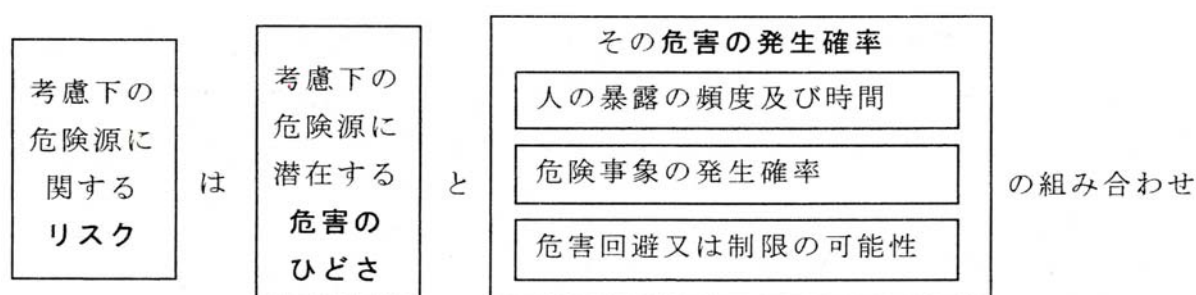 考慮下の
危険源に
関する
リスク
は
考慮下の
危険源に
潜在する
危害の
ひどさ
と
その危害の発生確率
人の暴露の頻度及び時間
危険事象の発生確率
危害回避又は制限の可能性
の組み合わせ